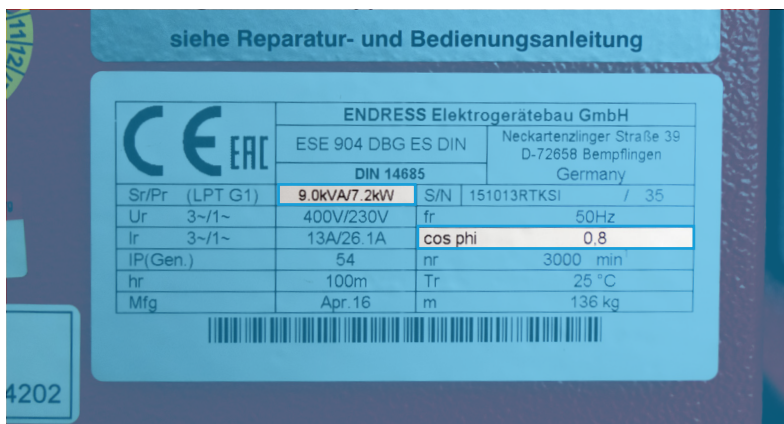 11/12/
siehe Reparatur- und Bedienungsanleitung
CE EAC
ENDRESS Elektrogerätebau GmbH
ESE 904 DBG ES DIN
Neckartenzlinger Straße 39
D-72658 Bempflingen
DIN 14685
Germany
Sr/Pr (LPT G1) 9.0kVA/7.2kW S/N 151013RTKSI / 35
Ur 3~/1~ 400V/230V fr 50Hz
Ir 3~/1~ 13A/26.1A cos phi 0,8
IP(Gen.) 54 nr 3000 min
hr 100m Tr 25 °C
Mfg Apr.16 m 136 kg
4202